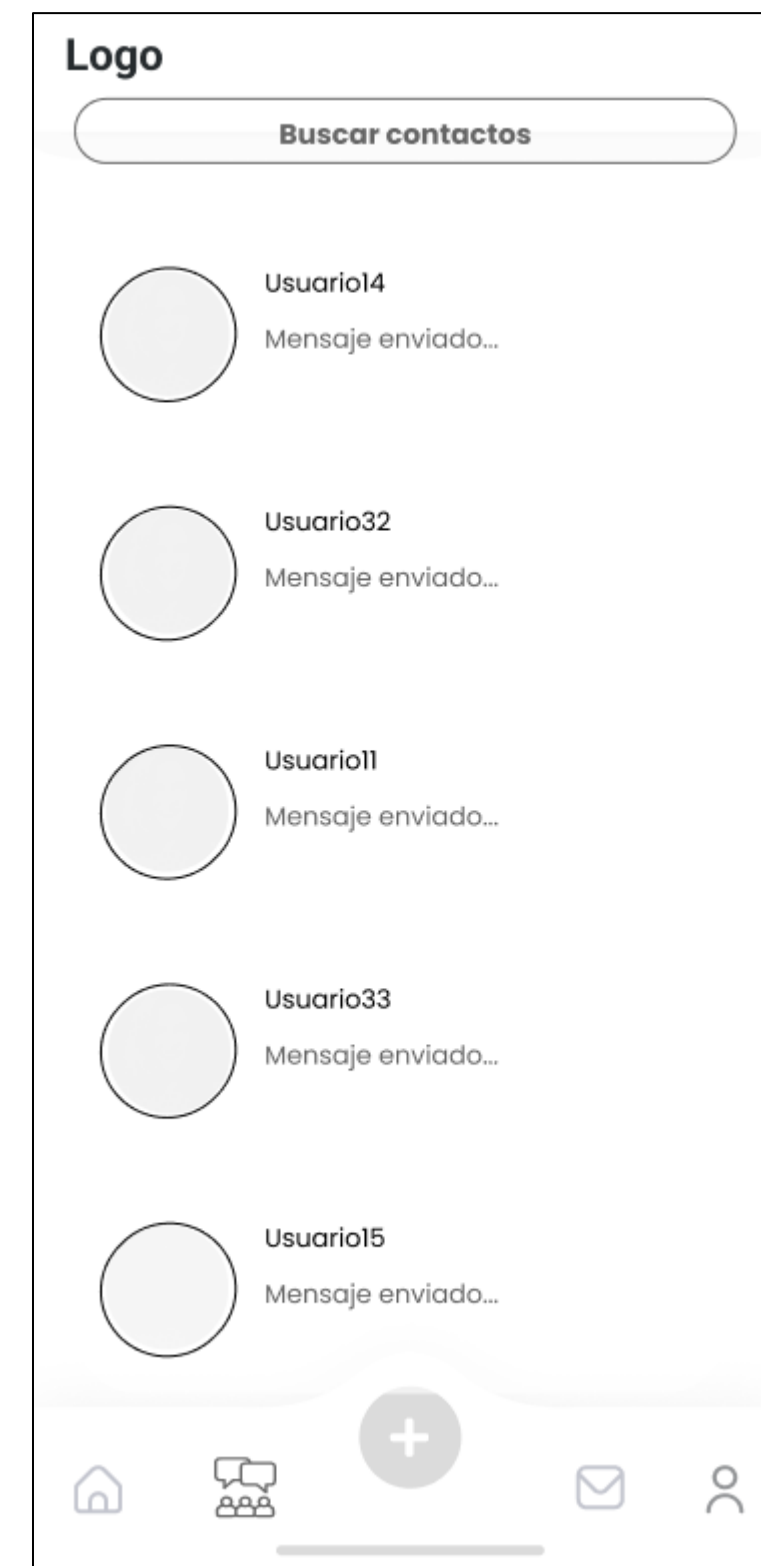 Logo
Buscar contactos
Usuario14
Mensaje enviado...
Usuario32
Mensaje enviado...
Usuario11
Mensaje enviado...
Usuario33
Mensaje enviado...
Usuario15
Mensaje enviado...